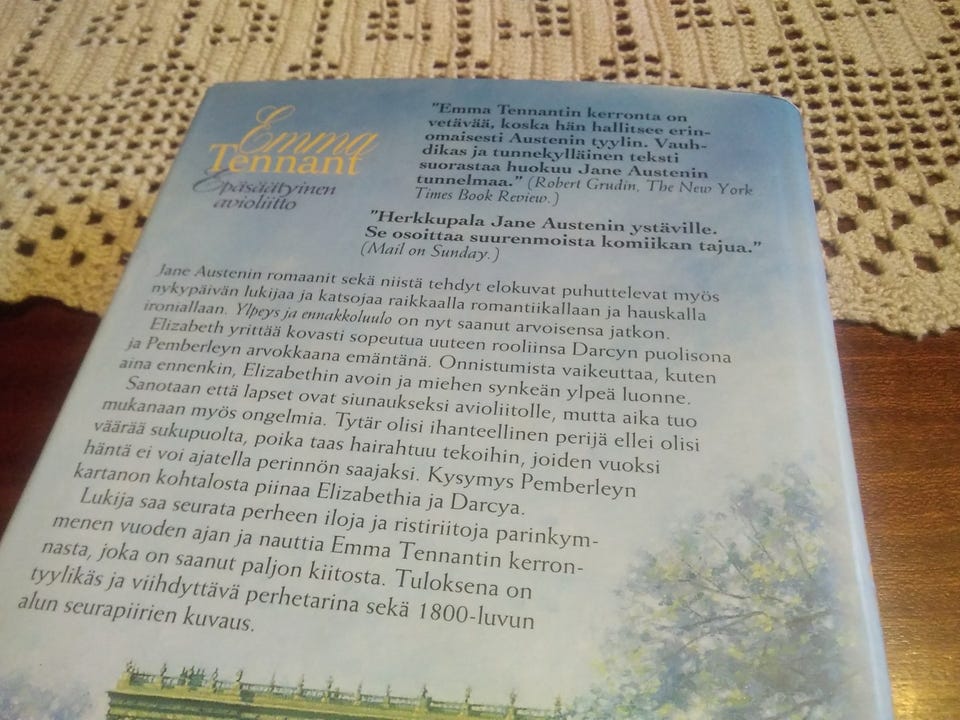 Emma
Tennant
Epäsäätyinen
avioliitto
"Emma Tennantin kerronta on
vetävää, koska hän hallitsee erin-
omaisesti Austenin tyylin. Vauh-
dikas ja tunnekylläinen teksti
suorastaa huokuu Jane Austenin
tunnelmaa." (Robert Grudin, The New York
Times Book Review.)
"Herkkupala Jane Austenin ystäville.
Se osoittaa suurenmoista komiikan tajua."
(Mail on Sunday.)
Jane Austenin romaanit sekä niistä tehdyt elokuvat puhuttelevat myös
nykypäivän lukijaa ja katsojaa raikkaalla romantiikallaan ja hauskalla
ironiallaan. Ylpeys ja ennakkoluulo on nyt saanut arvoisensa jatkon.
Elizabeth yrittää kovasti sopeutua uuteen rooliinsa Darcyn puolisona
ja Pemberleyn arvokkaana emäntänä. Onnistumista vaikeuttaa, kuten
aina ennenkin, Elizabethin avoin ja miehen synkeän ylpeä luonne.
Sanotaan että lapset ovat siunaukseksi avioliitolle, mutta aika tuo
mukanaan myös ongelmia. Tytär olisi ihanteellinen perijä ellei olisi
väärää sukupuolta, poika taas hairahtuu tekoihin, joiden vuoksi
häntä ei voi ajatella perinnön saajaksi. Kysymys Pemberleyn
kartanon kohtalosta piinaa Elizabethia ja Darcya.
Lukija saa seurata perheen iloja ja ristiriitoja parinkym-
menen vuoden ajan ja nauttia Emma Tennantin kerron-
nasta, joka on saanut paljon kiitosta. Tuloksena on
tyylikäs ja viihdyttävä perhetarina sekä 1800-luvun
alun seurapiirien kuvaus.